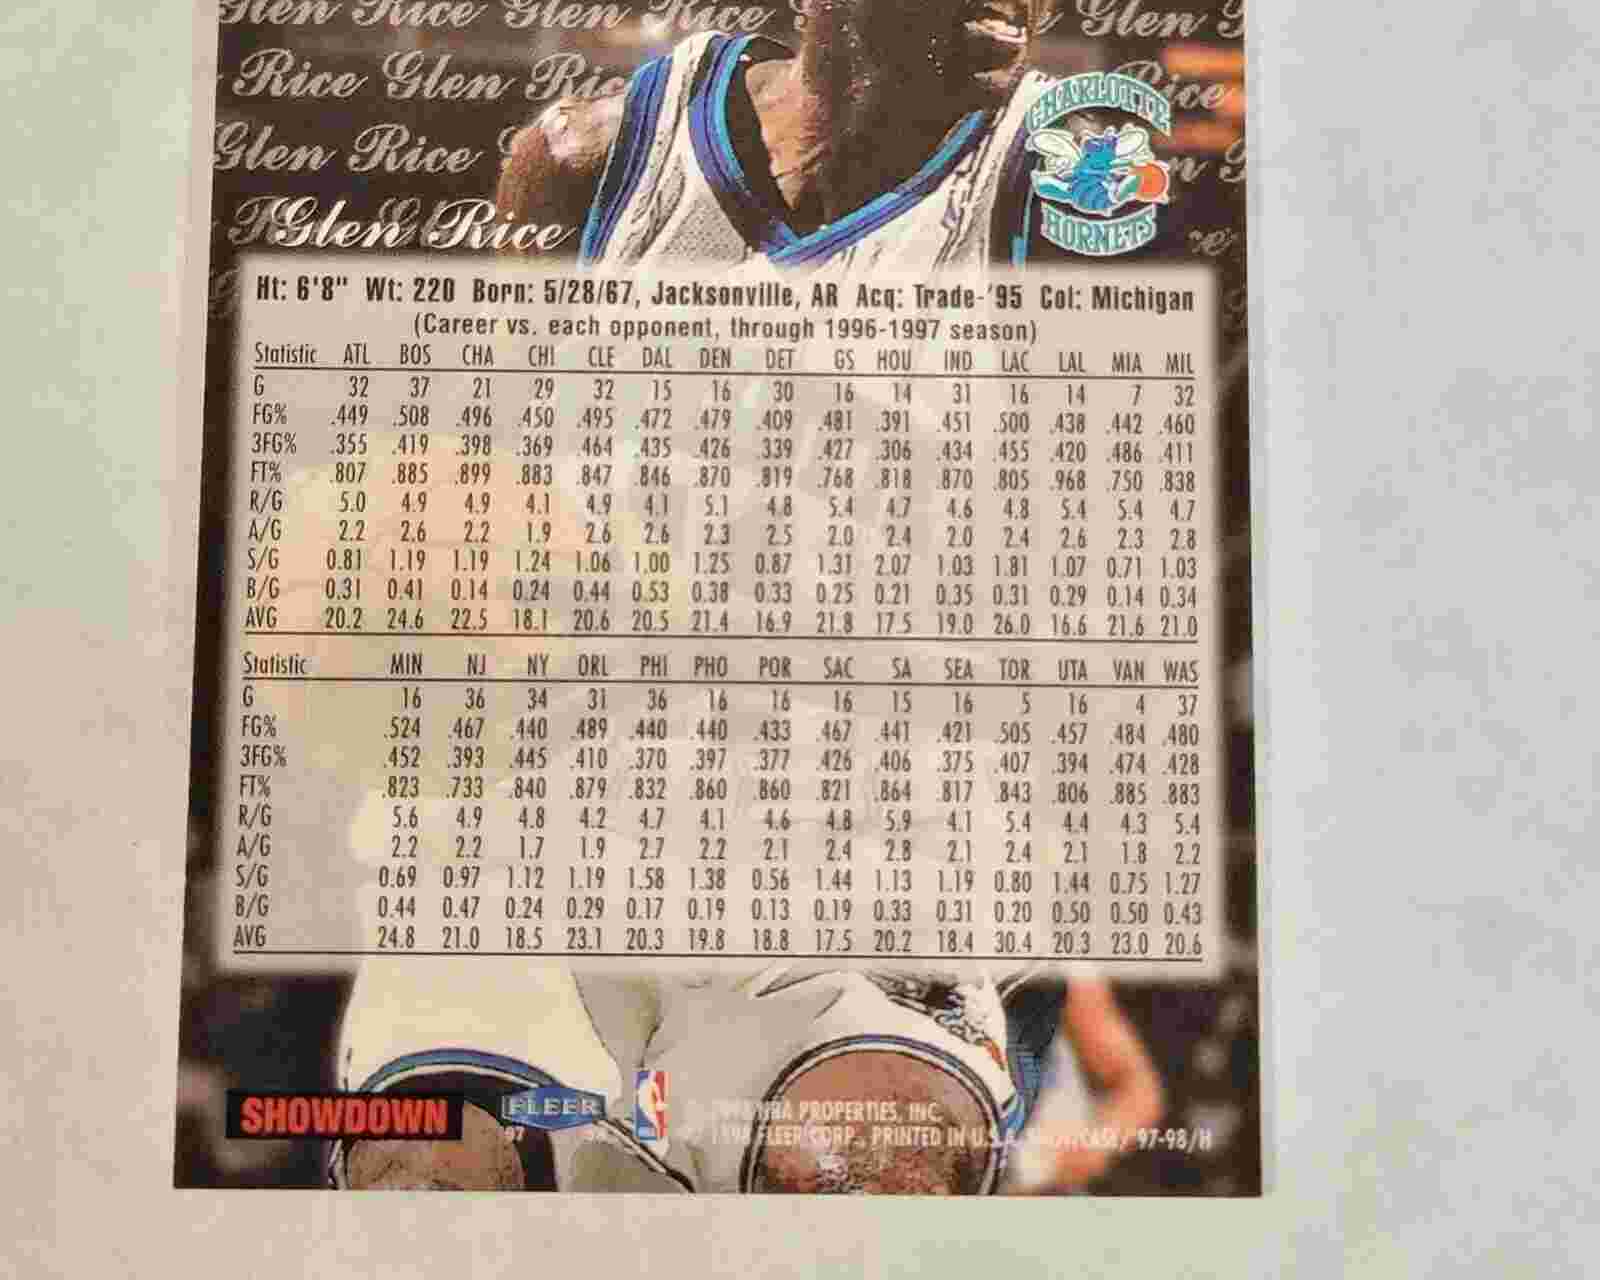 Glen Rice Glen Rice Glen
Rice Glen Rice Rice
Glen Rice
Glen Rice
CHARLOTTE
HORNETS
Ht: 6'8" Wt: 220 Born: 5/28/67, Jacksonville, AR Acq: Trade-'95 Col: Michigan
(Career vs. each opponent, through 1996-1997 season)
Statistic ATL BOS CHA CHI CLE DAL DEN DET GS HOU IND LAC LAL MIA MIL
G 32 37 21 29 32 15 16 30 16 14 31 16 14 7 32
FG% .449 .508 .496 .450 .495 .472 .479 .409 .481 .391 .451 .500 .438 .442 .460
3FG% .355 .419 .398 .369 .464 .435 .426 .339 .427 .306 .434 .455 .420 .486 .411
FT% .807 .885 .899 .883 .847 .846 .870 .819 .768 .818 .870 .805 .968 .750 .838
R/G 5.0 4.9 4.9 4.1 4.9 4.1 5.1 4.8 5.4 4.7 4.6 4.8 5.4 5.4 4.7
A/G 2.2 2.6 2.2 1.9 2.6 2.6 2.3 2.5 2.0 2.4 2.0 2.4 2.6 2.3 2.8
S/G 0.81 1.19 1.19 1.24 1.06 1.00 1.25 0.87 1.31 2.07 1.03 1.81 1.07 0.71 1.03
B/G 0.31 0.41 0.14 0.24 0.44 0.53 0.38 0.33 0.25 0.21 0.35 0.31 0.29 0.14 0.34
AVG 20.2 24.6 22.5 18.1 20.6 20.5 21.4 16.9 21.8 17.5 19.0 26.0 16.6 21.6 21.0
Statistic MIN NJ NY ORL PHI PHO POR SAC SA SEA TOR UTA VAN WAS
G 16 36 34 31 36 16 16 16 15 16 5 16 4 37
FG% .524 .467 .440 .489 .440 .440 .433 .467 .441 .421 .505 .457 .484 .480
3FG% .452 .393 .445 .410 .370 .397 .377 .426 .406 .375 .407 .394 .474 .428
FT% .823 .733 .840 .879 .832 .860 .860 .821 .864 .817 .843 .806 .885 .883
R/G 5.6 4.9 4.8 4.2 4.7 4.1 4.6 4.8 5.9 4.1 5.4 4.4 4.3 5.4
A/G 2.2 2.2 1.7 1.9 2.7 2.2 2.1 2.4 2.8 2.1 2.4 2.1 1.8 2.2
S/G 0.69 0.97 1.12 1.19 1.58 1.38 0.56 1.44 1.13 1.19 0.80 1.44 0.75 1.27
B/G 0.44 0.47 0.24 0.29 0.17 0.19 0.13 0.19 0.33 0.31 0.20 0.50 0.50 0.43
AVG 24.8 21.0 18.5 23.1 20.3 19.8 18.8 17.5 20.2 18.4 30.4 20.3 23.0 20.6
SHOWDOWN
FLEER
97 98
NBA PROPERTIES, INC.
FLEER CORP., PRINTED IN U.S.A. '97-98/H